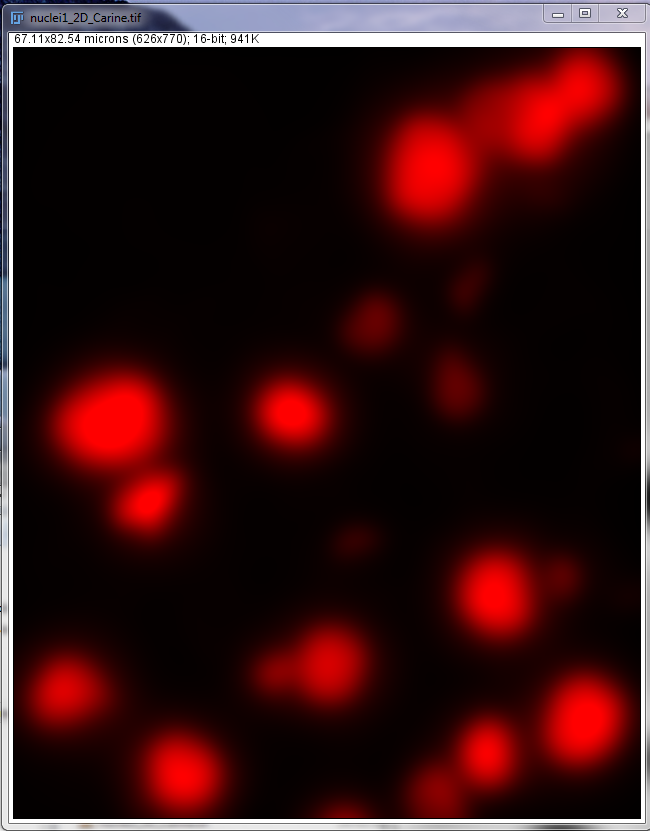 nuclei1_2D_Carine.tif
67.11x82.54 microns (626x770); 16-bit; 941K